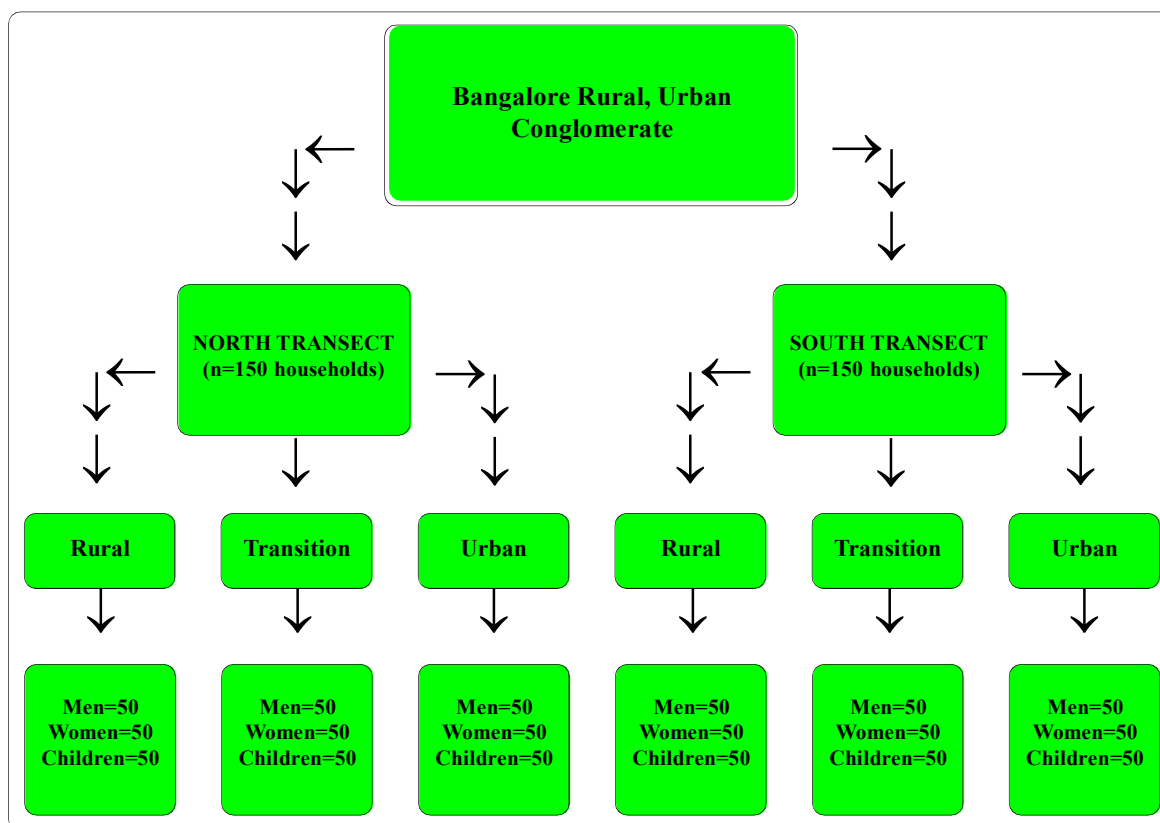 Bangalore Rural, Urban
Conglomerate
NORTH TRANSECT
(n=150 households)
SOUTH TRANSECT
(n=150 households)
Rural
Transition
Urban
Rural
Transition
Urban
Men=50
Women=50
Children=50
Men=50
Women=50
Children=50
Men=50
Women=50
Children=50
Men=50
Women=50
Children=50
Men=50
Women=50
Children=50
Men=50
Women=50
Children=50